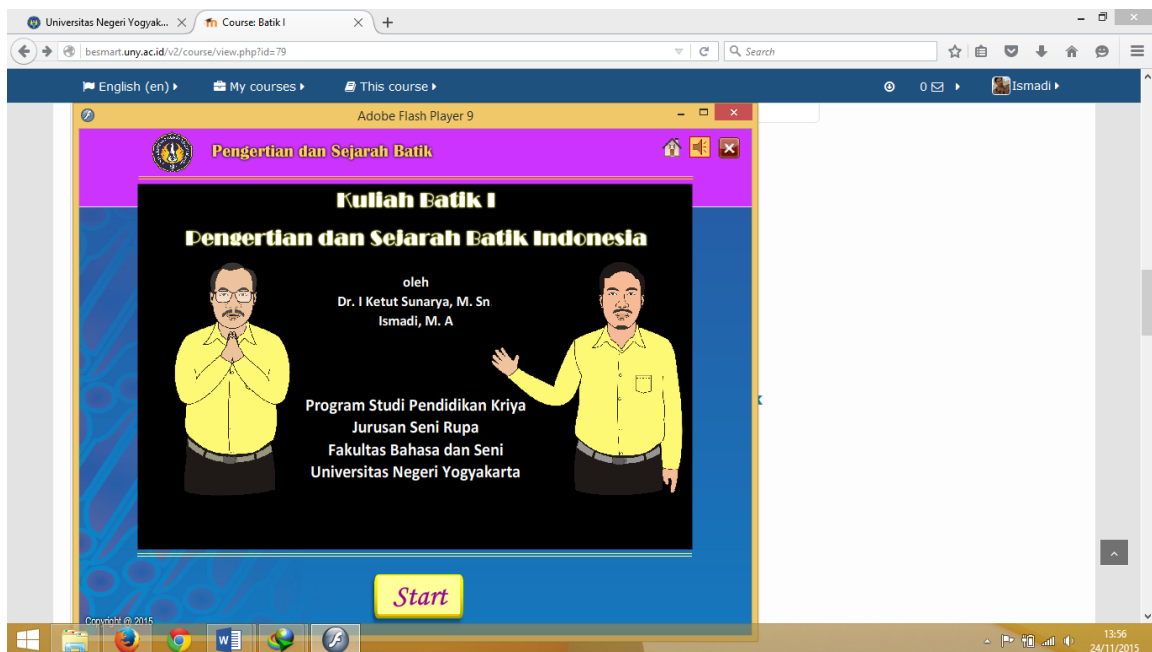 Universitas Negeri Yogyak...
Course: Batik I
besmart.uny.ac.id/v2/course/view.php?id=79
Search
English (en)
My courses
This course
0
Ismadi
Adobe Flash Player 9
Pengertian dan Sejarah Batik
Kuliah Batik I
Pengertian dan Sejarah Batik Indonesia
oleh
Dr. I Ketut Sunarya, M. Sn
Ismadi, M. A
Program Studi Pendidikan Kriya
Jurusan Seni Rupa
Fakultas Bahasa dan Seni
Universitas Negeri Yogyakarta
Start
Copyright @ 2015
13:56
24/11/2015